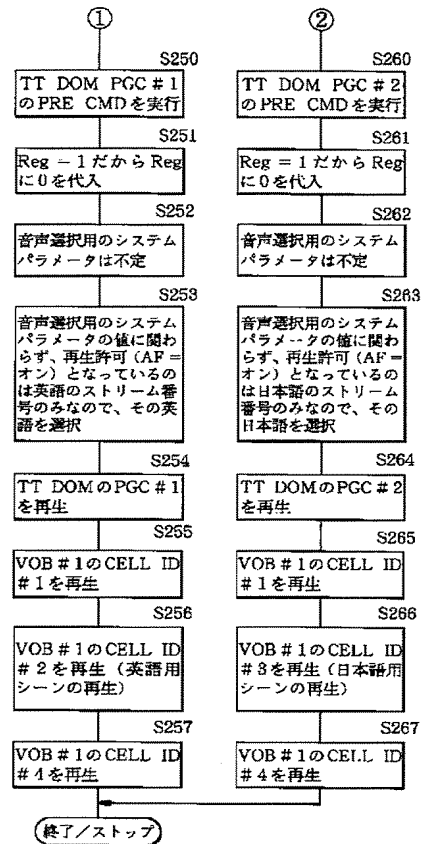 ①
S250
TT DOM PGC#1
のPRE CMDを実行
S251
Reg=1だからReg
に0を代入
S252
音声選択用のシステム
パラメータは不定
S253
音声選択用のシステム
パラメータの値に関わ
らず、再生許可(AF=
オン)となっているの
は英語のストリーム番
号のみなので、その英
語を選択
S254
TT DOMのPGC#1
を再生
S255
VOB#1のCELL ID
#1を再生
S256
VOB#1のCELL ID
#2を再生(英語用
シーンの再生)
S257
VOB#1のCELL ID
#4を再生
②
S260
TT DOM PGC#2
のPRE CMDを実行
S261
Reg=1だからReg
に0を代入
S262
音声選択用のシステム
パラメータは不定
S263
音声選択用のシステム
パラメータの値に関わ
らず、再生許可(AF=
オン)となっているの
は日本語のストリーム
番号のみなので、その
日本語を選択
S264
TT DOMのPGC#2
を再生
S265
VOB#1のCELL ID
#1を再生
S266
VOB#1のCELL ID
#3を再生(日本語用
シーンの再生)
S267
VOB#1のCELL ID
#4を再生
終了/ストップ